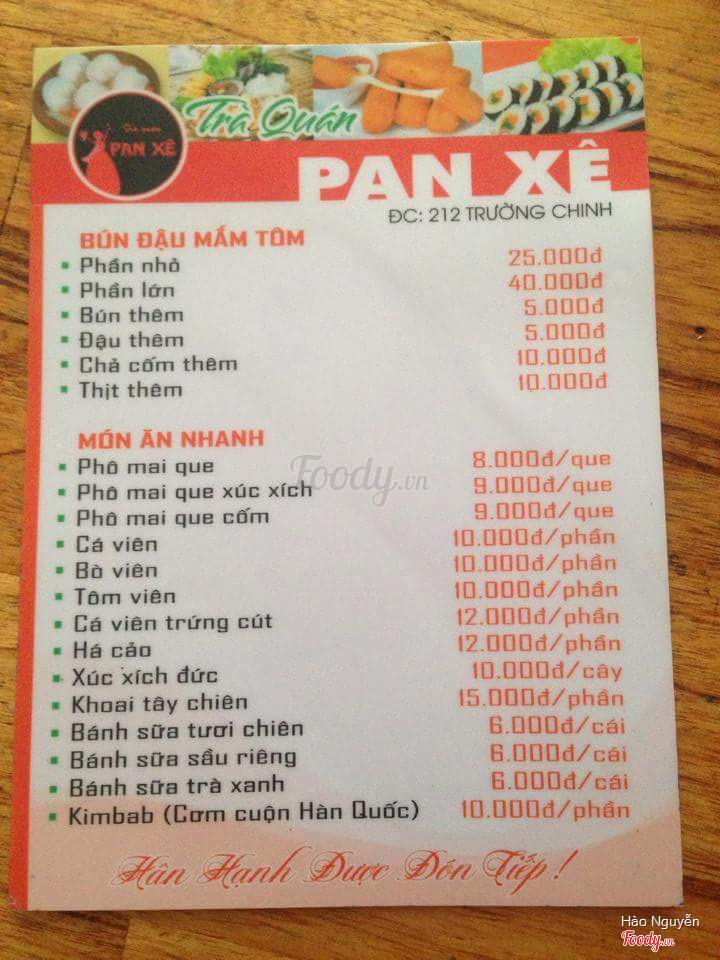 Trà Quán
PAN XÊ
PAN XÊ
ĐC: 212 TRƯỜNG CHINH
BÚN ĐẬU MẮM TÔM
Phần nhỏ 25.000đ
Phần lớn 40.000đ
Bún thêm 5.000đ
Đậu thêm 5.000đ
Chả cốm thêm 10.000đ
Thịt thêm 10.000đ
MÓN ĂN NHANH
Phô mai que 8.000đ/que
Phô mai que xúc xích 9.000đ/que
Phô mai que cốm 9.000đ/que
Cá viên 10.000đ/phần
Bò viên 10.000đ/phần
Tôm viên 10.000đ/phần
Cá viên trứng cút 12.000đ/phần
Há cảo 12.000đ/phần
Xúc xích đức 10.000đ/cây
Khoai tây chiên 15.000đ/phần
Bánh sữa tươi chiên 6.000đ/cái
Bánh sữa sầu riêng 6.000đ/cái
Bánh sữa trà xanh 6.000đ/cái
Kimbab (Cơm cuộn Hàn Quốc) 10.000đ/phần
Hân Hạnh Được Đón Tiếp !
Foody.vn
Hào Nguyễn
Foody.vn